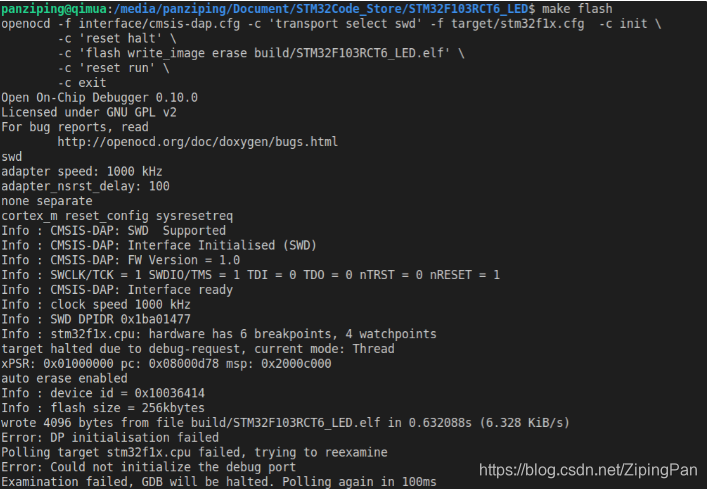 panziping@qimua:/media/panziping/Document/STM32Code_Store/STM32F103RCT6_LED$ make flash
openocd -f interface/cmsis-dap.cfg -c 'transport select swd' -f target/stm32f1x.cfg  -c init \
        -c 'reset halt' \
        -c 'flash write_image erase build/STM32F103RCT6_LED.elf' \
        -c 'reset run' \
        -c exit
Open On-Chip Debugger 0.10.0
Licensed under GNU GPL v2
For bug reports, read
        http://openocd.org/doc/doxygen/bugs.html
swd
adapter speed: 1000 kHz
adapter_nsrst_delay: 100
none separate
cortex_m reset_config sysresetreq
Info : CMSIS-DAP: SWD  Supported
Info : CMSIS-DAP: Interface Initialised (SWD)
Info : CMSIS-DAP: FW Version = 1.0
Info : SWCLK/TCK = 1 SWDIO/TMS = 1 TDI = 0 TDO = 0 nTRST = 0 nRESET = 1
Info : CMSIS-DAP: Interface ready
Info : clock speed 1000 kHz
Info : SWD DPIDR 0x1ba01477
Info : stm32f1x.cpu: hardware has 6 breakpoints, 4 watchpoints
target halted due to debug-request, current mode: Thread
xPSR: 0x01000000 pc: 0x08000d78 msp: 0x2000c000
auto erase enabled
Info : device id = 0x10036414
Info : flash size = 256kbytes
wrote 4096 bytes from file build/STM32F103RCT6_LED.elf in 0.632088s (6.328 KiB/s)
Error: DP initialisation failed
Polling target stm32f1x.cpu failed, trying to reexamine
Error: Could not initialize the debug port
Examination failed, GDB will be halted. Polling again in 100ms
https://blog.csdn.net/ZipingPan